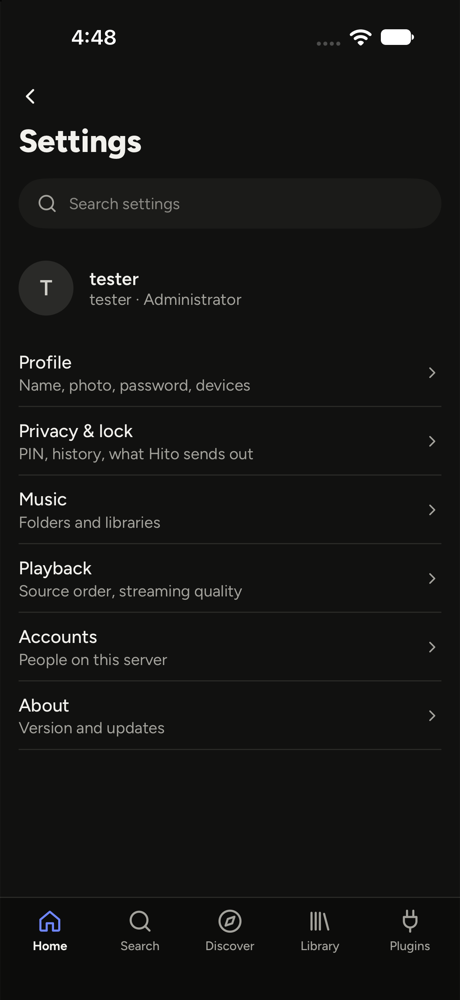 4:48
Settings
Search settings
T
tester
tester · Administrator
Profile
Name, photo, password, devices
Privacy & lock
PIN, history, what Hito sends out
Music
Folders and libraries
Playback
Source order, streaming quality
Accounts
People on this server
About
Version and updates
Home
Search
Discover
Library
Plugins